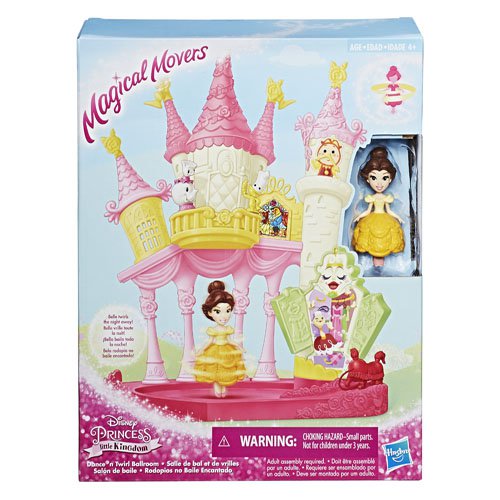 Magical Movers
AGE•EDAD•IDADE 4+
Belle twirls
the night away!
Belle virile toute
la nuit!
¡Bella baila toda
la noche!
Bela rodopia no
baile encantado!
Disney
PRINCESS
little Kingdom
Dance 'n' Twirl Ballroom • Salle de bal et de vrilles
Salón de baile • Rodopios no Baile Encantado
WARNING:
CHOKING HAZARD–Small parts.
Not for children under 3 years.
Adult assembly required. • Doit être assemblé
par un adulte. • Requiere ser ensamblado
por un adulto. • Necessário ser montado
por um adulto.
Hasbro